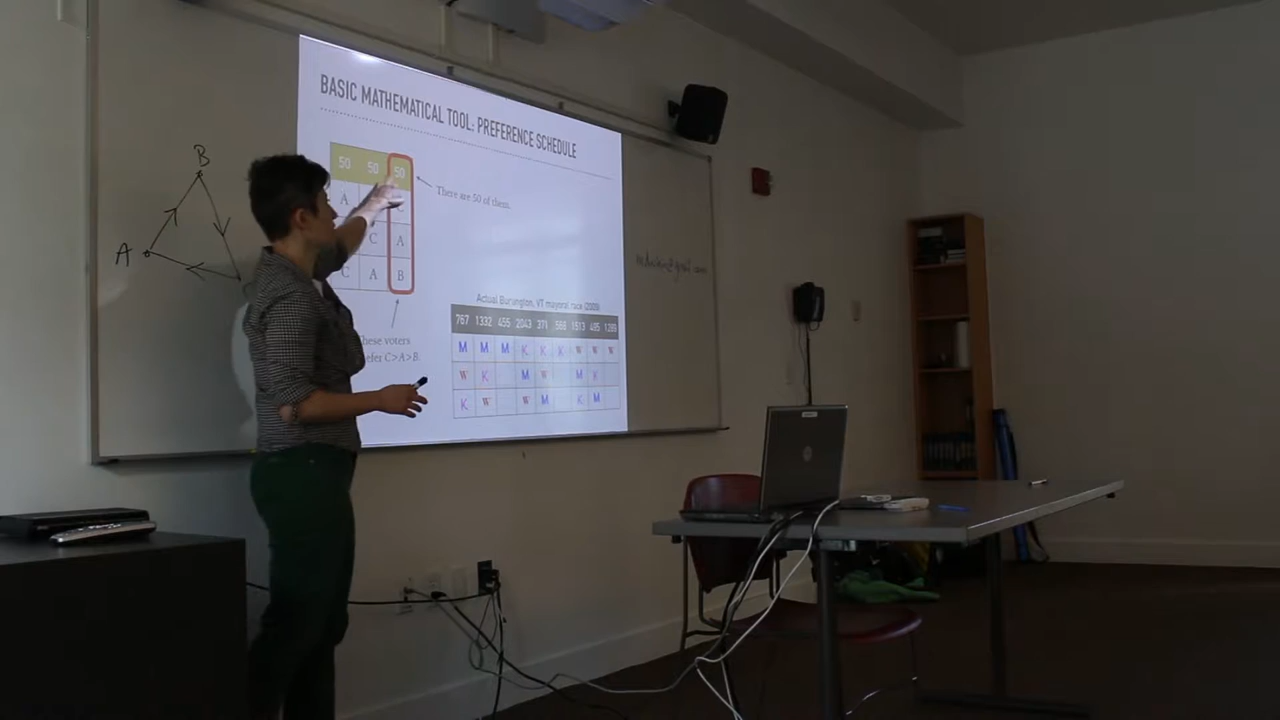 BASIC MATHEMATICAL TOOL: PREFERENCE SCHEDULE
50 50 50
A C
C A
C A B
There are 50 of them.
These voters
prefer C>A>B.
B
A
Actual Burlington, VT mayoral race (2009)
767 1332 455 2043 371 568 1513 495 1289
M M M K K K W W W
W K M W M K
K W W M K M